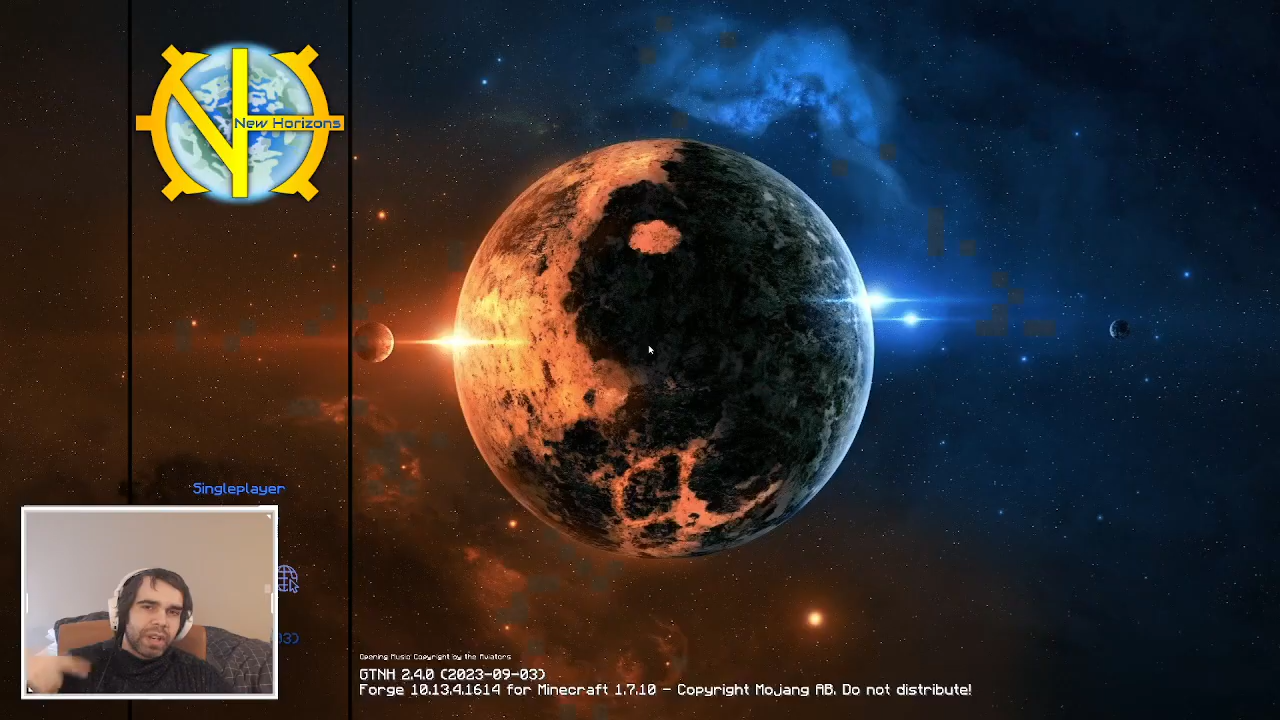 New Horizons
Singleplayer
03)
Opening Music Copyright by the Aviators
GTNH 2.4.0 (2023-09-03)
Forge 10.13.4.1614 for Minecraft 1.7.10 - Copyright Mojang AB. Do not distribute!